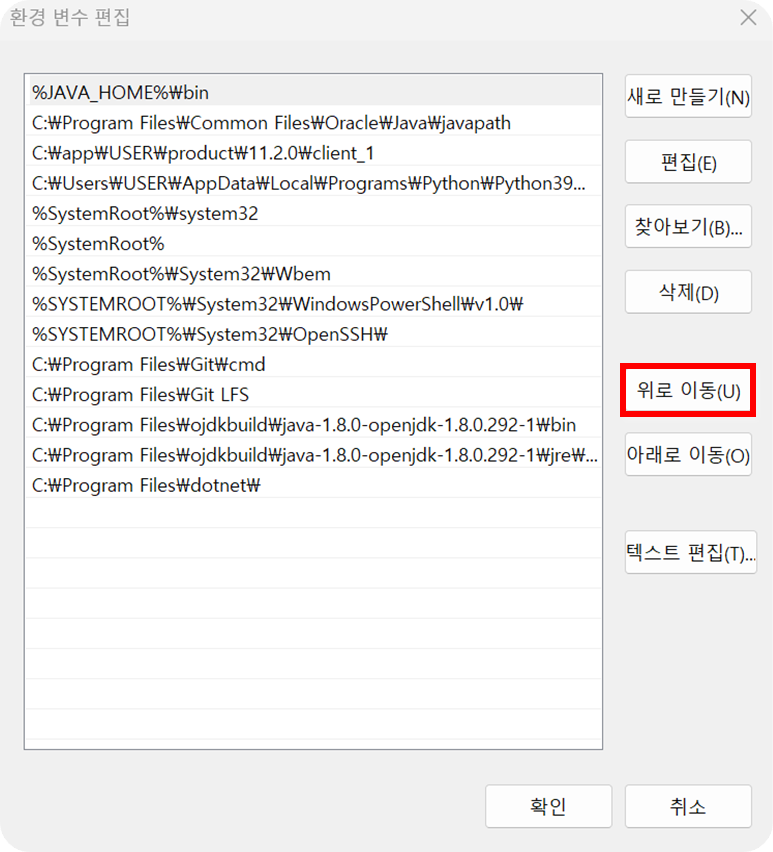 환경 변수 편집
%JAVA_HOME%₩bin
C:₩Program Files₩Common Files₩Oracle₩Java₩javapath
C:₩app₩USER₩product₩11.2.0₩client_1
C:₩Users₩USER₩AppData₩Local₩Programs₩Python₩Python39...
%SystemRoot%₩system32
%SystemRoot%
%SystemRoot%₩System32₩Wbem
%SYSTEMROOT%₩System32₩WindowsPowerShell₩v1.0₩
%SYSTEMROOT%₩System32₩OpenSSH₩
C:₩Program Files₩Git₩cmd
C:₩Program Files₩Git LFS
C:₩Program Files₩ojdkbuild₩java-1.8.0-openjdk-1.8.0.292-1₩bin
C:₩Program Files₩ojdkbuild₩java-1.8.0-openjdk-1.8.0.292-1₩jre₩...
C:₩Program Files₩dotnet₩
새로 만들기(N)
편집(E)
찾아보기(B)...
삭제(D)
위로 이동(U)
아래로 이동(O)
텍스트 편집(T)...
확인
취소